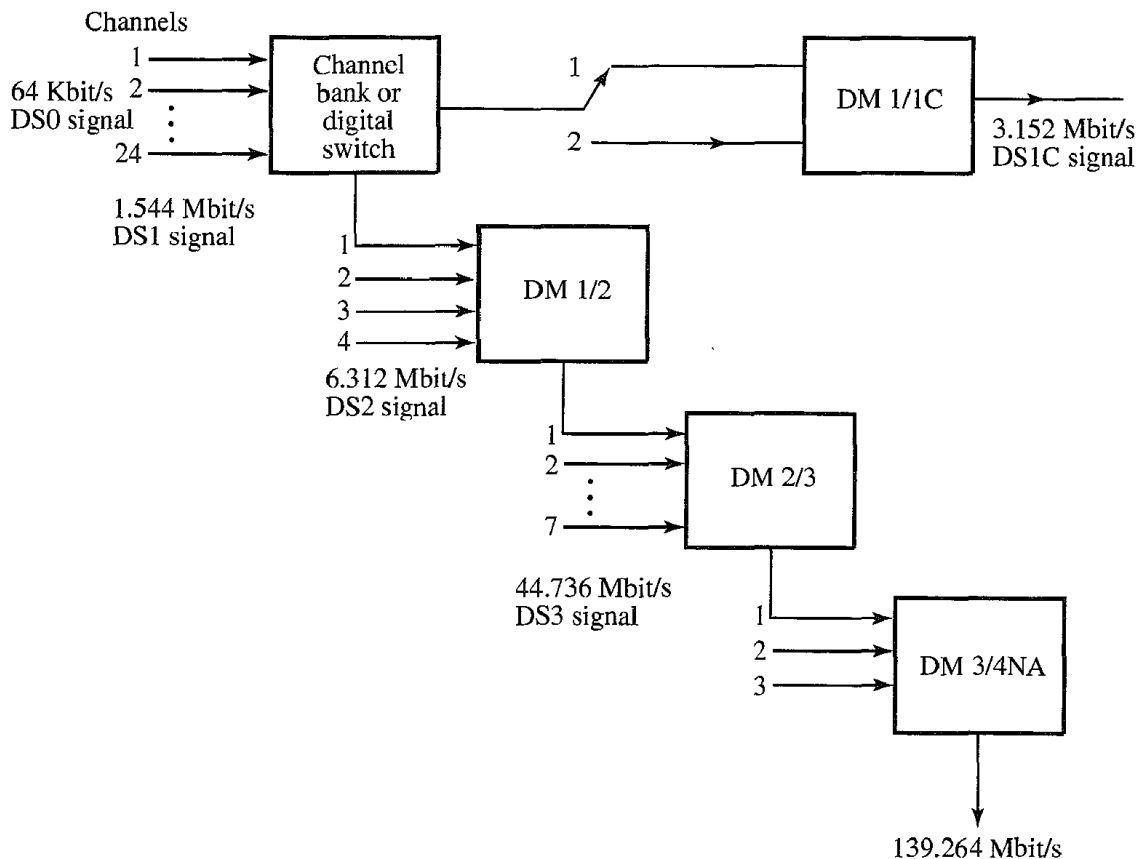 Channels
1
64 Kbit/s 2
DS0 signal
24
Channel
bank or
digital
switch
1
2
DM 1/1C
3.152 Mbit/s
DS1C signal
1.544 Mbit/s
DS1 signal
1
2
3
4
DM 1/2
6.312 Mbit/s
DS2 signal
1
2
7
DM 2/3
44.736 Mbit/s
DS3 signal
1
2
3
DM 3/4NA
139.264 Mbit/s